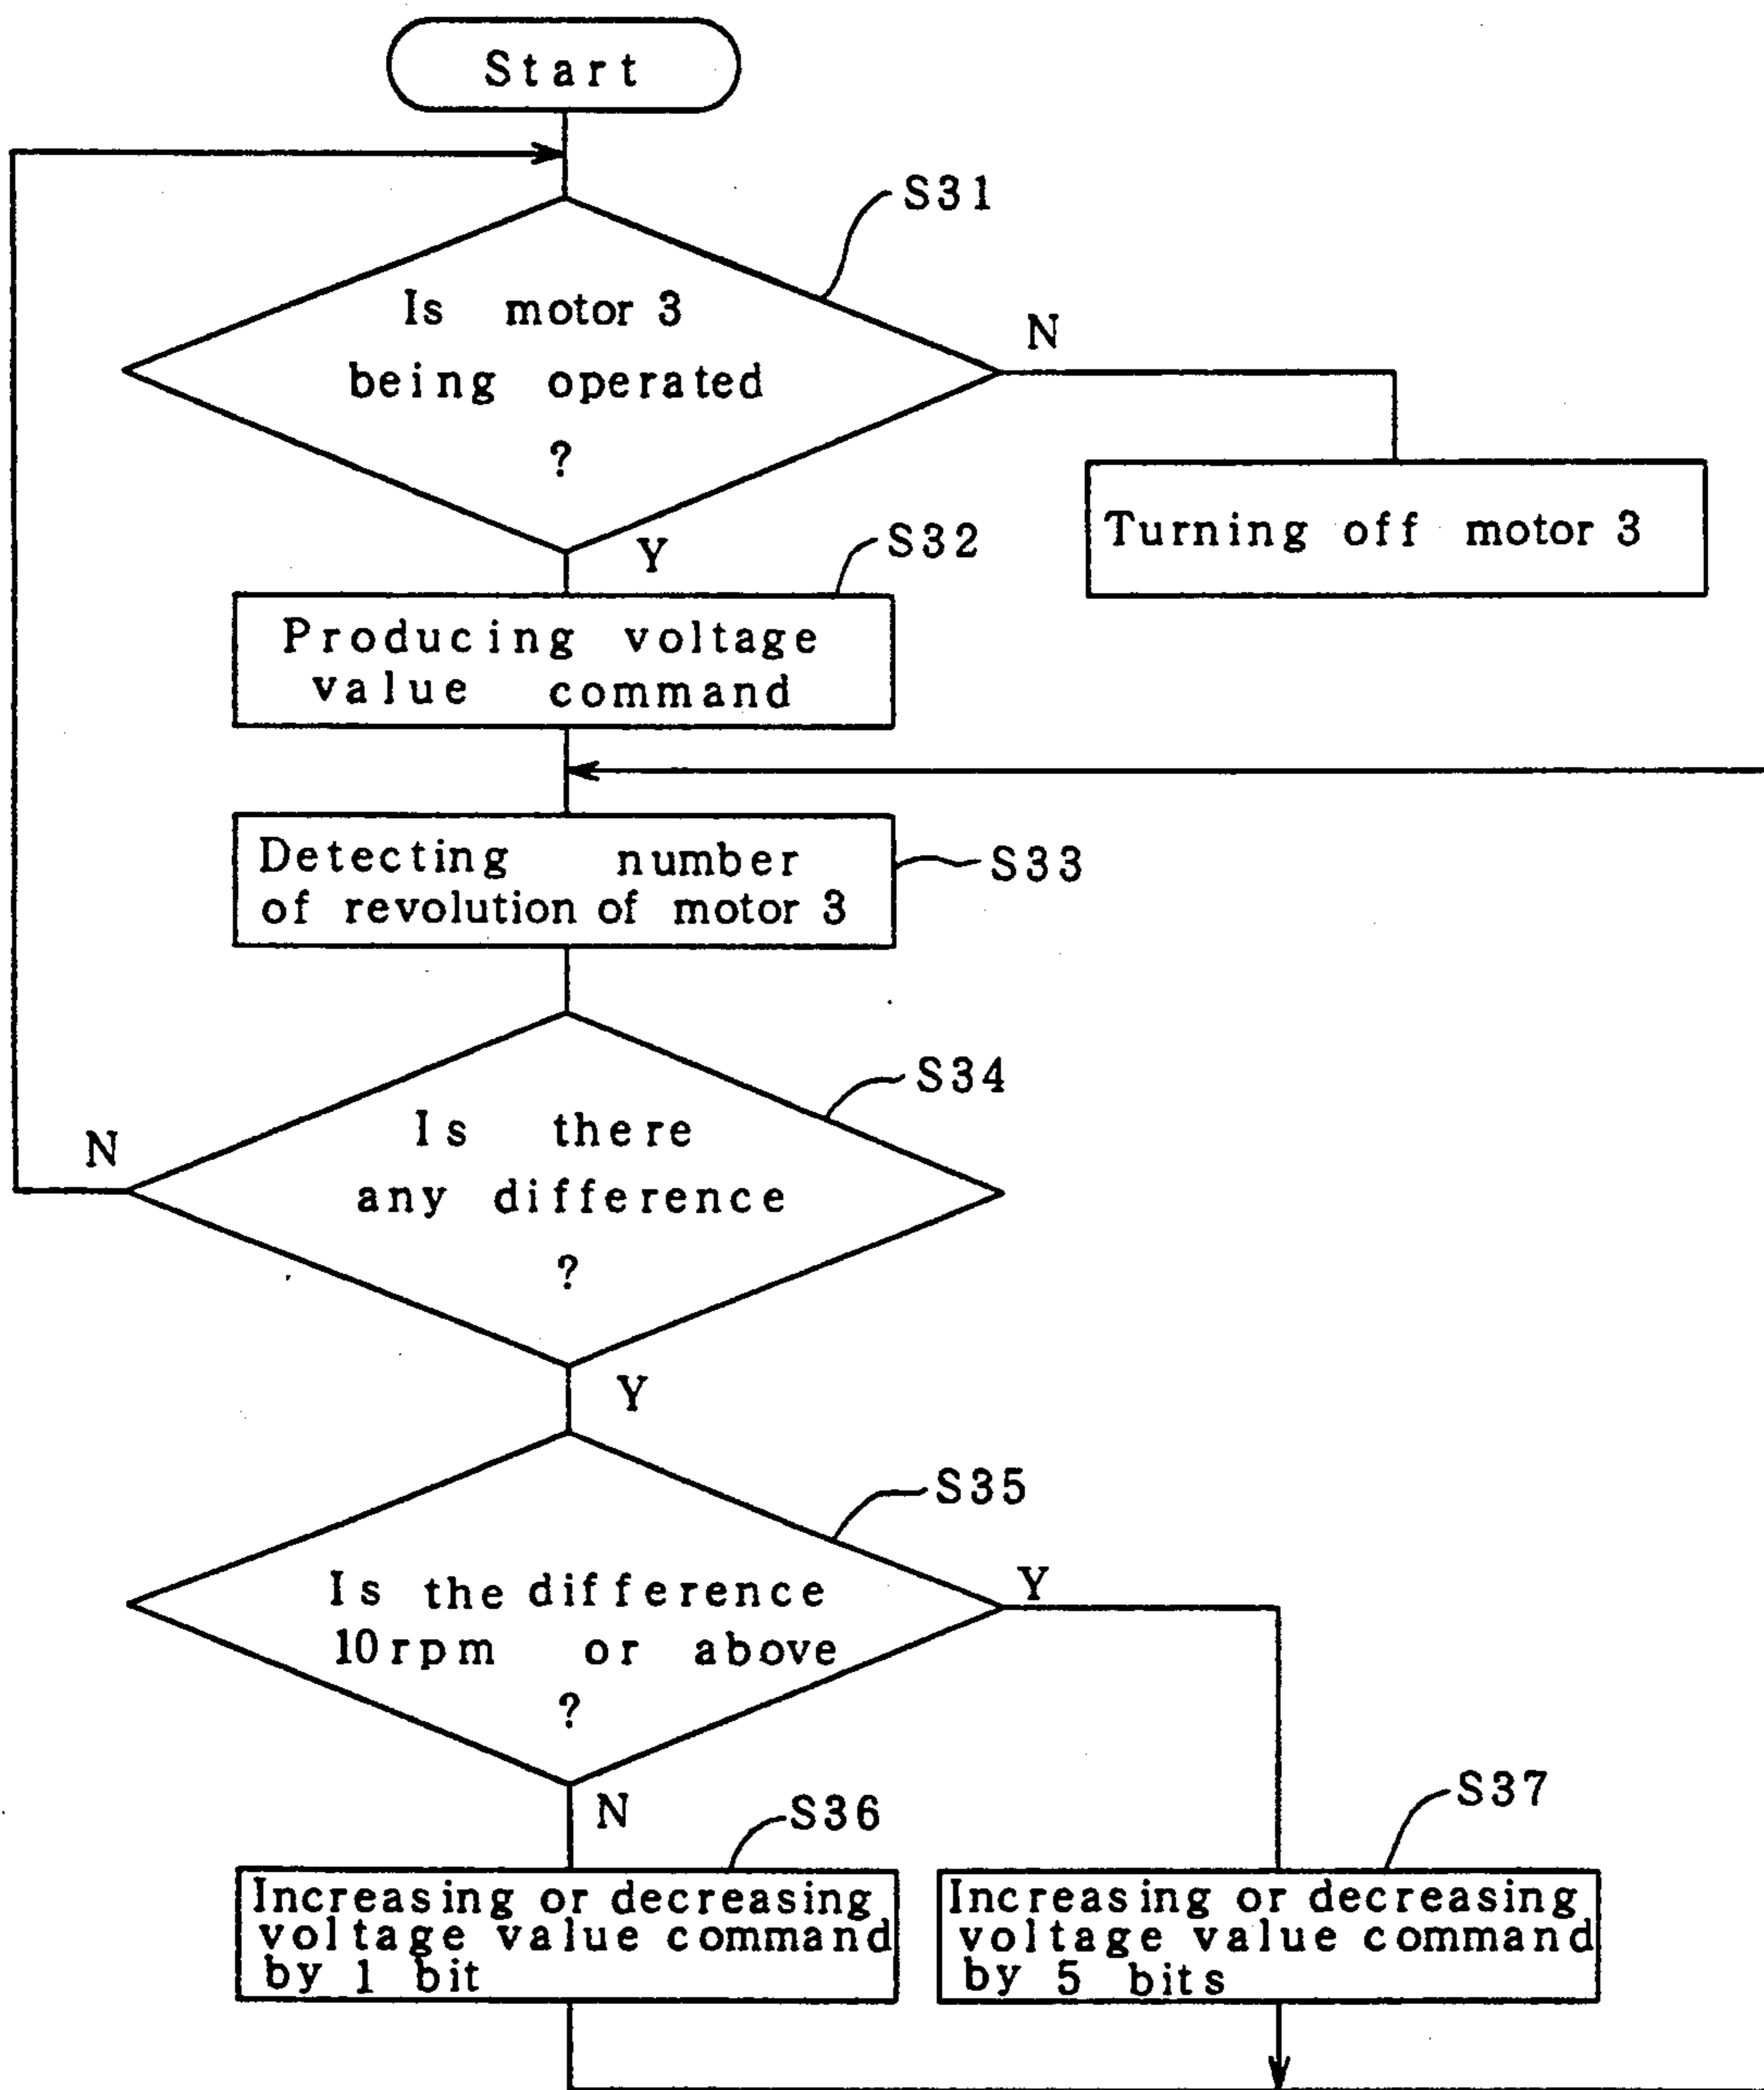 Start
S31
Is motor 3
being operated
?
N
Turning off motor 3
Y
S32
Producing voltage
value command
Detecting number
of revolution of motor 3
S33
S34
Is there
any difference
?
N
Y
S35
Is the difference
10rpm or above
?
Y
N
S36
S37
Increasing or decreasing
voltage value command
by 1 bit
Increasing or decreasing
voltage value command
by 5 bits